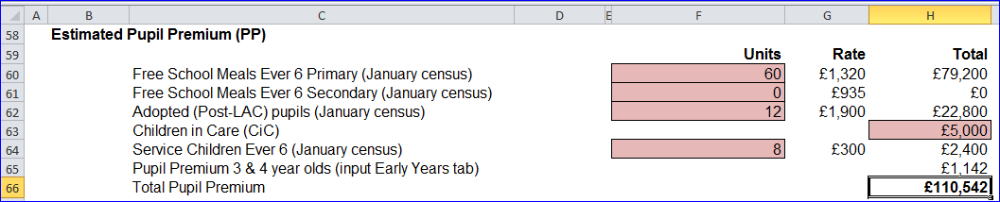 A B C D E F G H
58 Estimated Pupil Premium (PP)
59 Units Rate Total
60 Free School Meals Ever 6 Primary (January census) 60 £1,320 £79,200
61 Free School Meals Ever 6 Secondary (January census) 0 £935 £0
62 Adopted (Post-LAC) pupils (January census) 12 £1,900 £22,800
63 Children in Care (CiC) £5,000
64 Service Children Ever 6 (January census) 8 £300 £2,400
65 Pupil Premium 3 & 4 year olds (input Early Years tab) £1,142
66 Total Pupil Premium £110,542